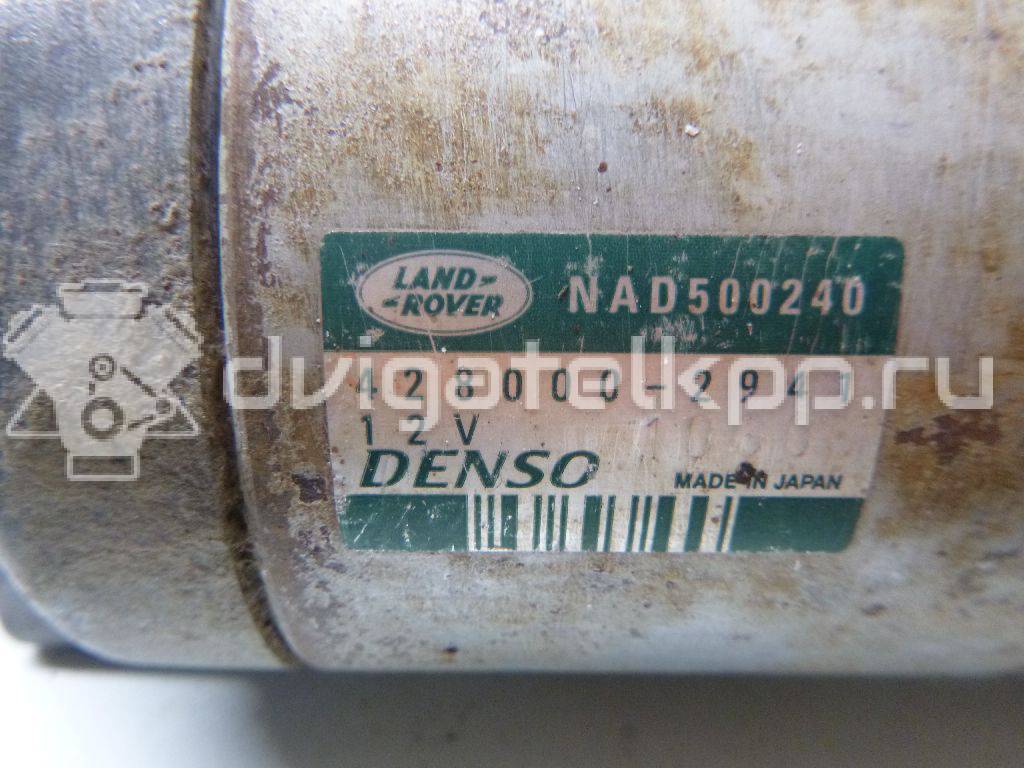 LAND-
-ROVER
NAD500240
428000-2941
12V
DENSO
MADE IN JAPAN
dvigatelkpp.ru